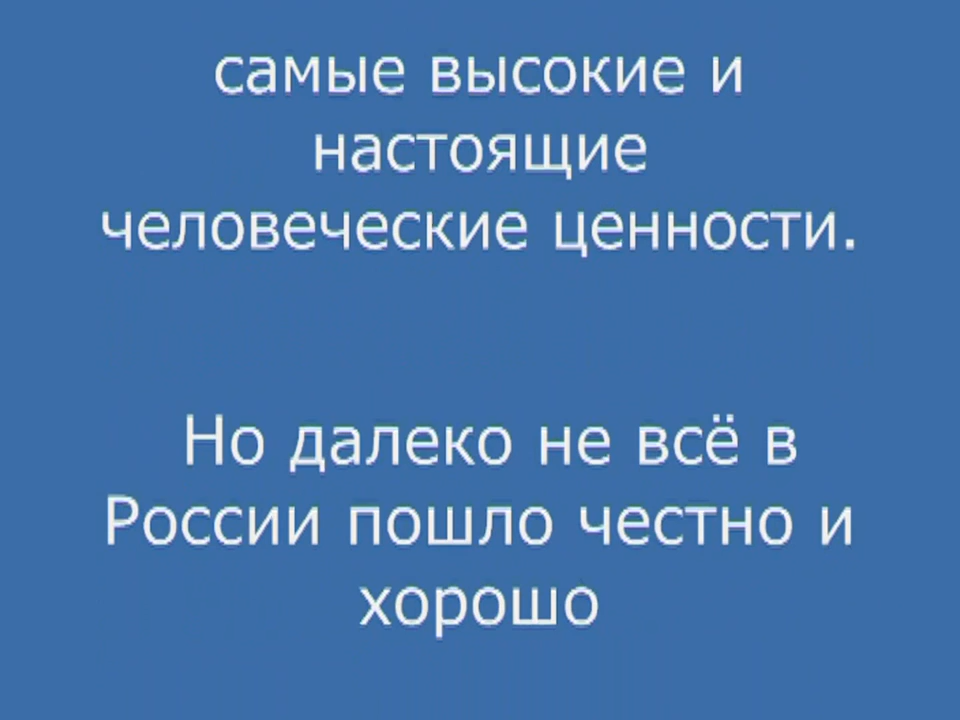 самые высокие и
настоящие
человеческие ценности.
Но далеко не всё в
России пошло честно и
хорошо